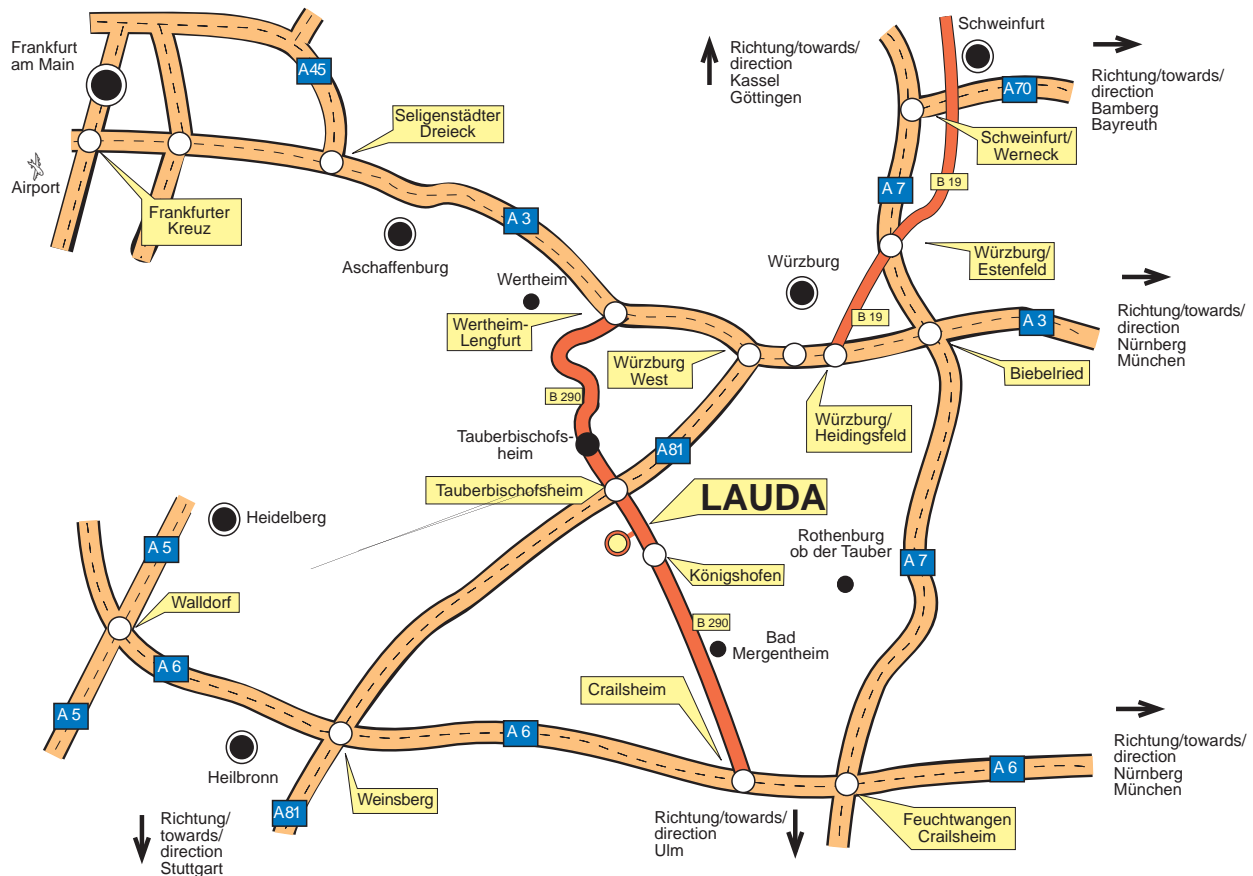 Schweinfurt
Frankfurt
am Main
A45
Richtung/towards/
direction
Kassel
Göttingen
Richtung/towards/
direction
Bamberg
Bayreuth
A70
Seligenstädter
Dreieck
Schweinfurt/
Werneck
Airport
A 7
B 19
Frankfurter
Kreuz
A 3
Aschaffenburg
Würzburg
Würzburg/
Estenfeld
Wertheim
Wertheim-
Lengfurt
B 19
A 3
Richtung/towards/
direction
Nürnberg
München
Würzburg
West
Biebelried
B 290
Würzburg/
Heidingsfeld
Tauberbischofs-
heim
A81
Tauberbischofsheim
LAUDA
Heidelberg
Rothenburg
ob der Tauber
A 5
Königshofen
A 7
Walldorf
B 290
Bad
Mergentheim
A 6
Crailsheim
A 5
A 6
Heilbronn
Richtung/towards/
direction
Nürnberg
München
A 6
Weinsberg
A81
Richtung/
towards/
direction
Stuttgart
Richtung/towards/
direction
Ulm
Feuchtwangen
Crailsheim